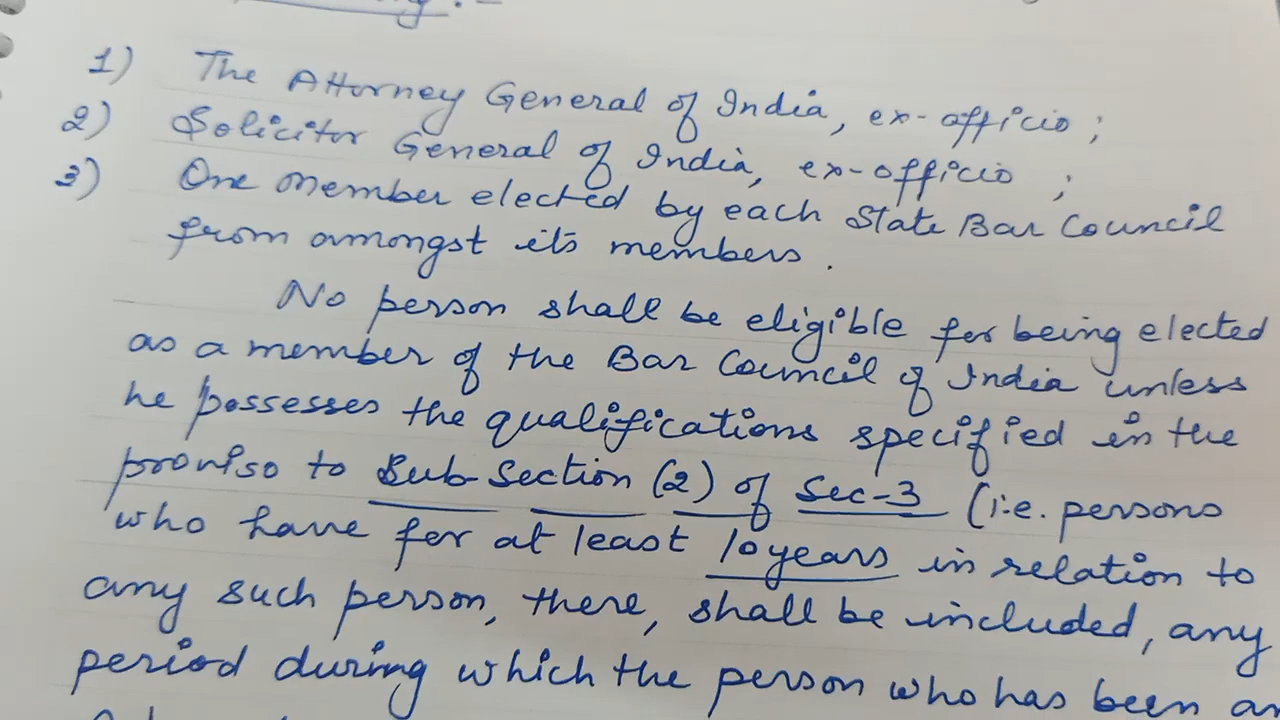 1) The Attorney General of India, ex-officio;
2) Solicitor General of India, ex-officio ;
3) One member elected by each State Bar Council
from amongst its members.
No person shall be eligible for being elected
as a member of the Bar Council of India unless
he possesses the qualifications specified in the
proviso to Sub-Section (2) of Sec-3 (i.e. persons
who have for at least 10 years in relation to
any such person, there, shall be included, any
period during which the person who has been an